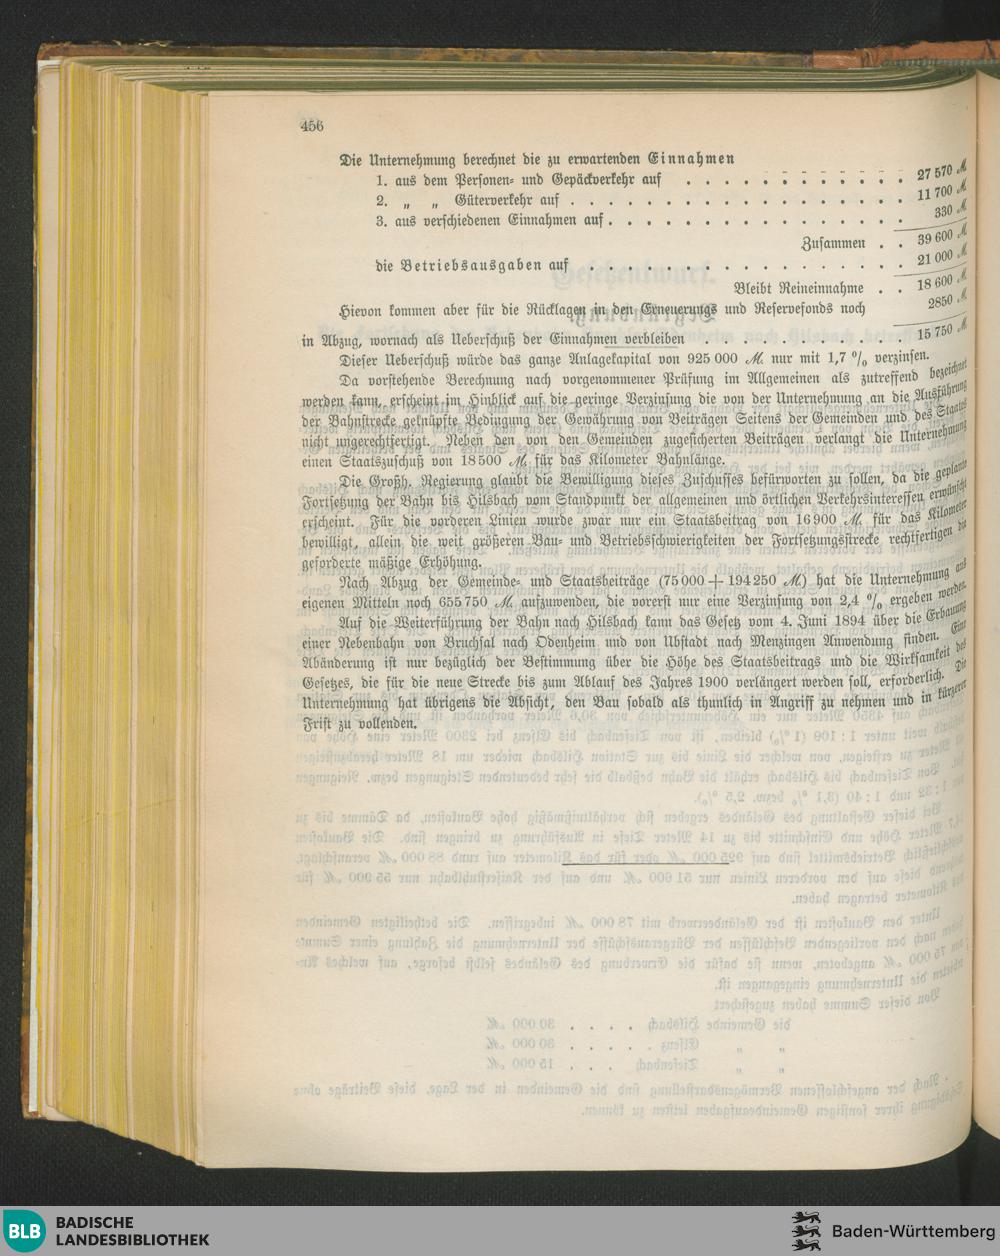 456
Die Unternehmung berechnet die zu erwartenden Einnahmen
1. aus dem Personen- und Gepäckverkehr auf . . . . . . . . . . . . 27 570 ℳ.
2. „ „ Güterverkehr auf . . . . . . . . . . . . . . . . . 11 700 ℳ.
3. aus verschiedenen Einnahmen auf . . . . . . . . . . . . . . . 330 ℳ.
Zusammen . . 39 600 ℳ.
die Betriebsausgaben auf . . . . . . . . . . . . . . . . 21 000 ℳ.
Bleibt Reineinnahme . . 18 600 ℳ.
Hievon kommen aber für die Rücklagen in den Erneuerungs und Reservefonds noch 2850 ℳ.
in Abzug, wornach als Ueberschuß der Einnahmen verbleiben . . . . . . . . . . . 15 750 ℳ.
Dieser Ueberschuß würde das ganze Anlagekapital von 925 000 ℳ. nur mit 1,7 % verzinsen.
Da vorstehende Berechnung nach vorgenommener Prüfung im Allgemeinen als zutreffend bezeichnet
werden kann, erscheint im Hinblick auf die geringe Verzinsung die von der Unternehmung an die Ausführung
der Bahnstrecke geknüpfte Bedingung der Gewährung von Beiträgen Seitens der Gemeinden und des Staates
nicht ungerechtfertigt. Neben den von den Gemeinden zugesicherten Beiträgen verlangt die Unternehmung
einen Staatszuschuß von 18 500 ℳ. für das Kilometer Bahnlänge.
Die Großh. Regierung glaubt die Bewilligung dieses Zuschusses befürworten zu sollen, da die geplante
Fortsetzung der Bahn bis Hilsbach vom Standpunkt der allgemeinen und örtlichen Verkehrsinteressen erwünscht
erscheint. Für die vorderen Linien wurde zwar nur ein Staatsbeitrag von 16 900 ℳ. für das Kilometer
bewilligt, allein die weit größeren Bau- und Betriebsschwierigkeiten der Fortsetzungsstrecke rechtfertigen die
geforderte mäßige Erhöhung.
Nach Abzug der Gemeinde- und Staatsbeiträge (75 000 + 194 250 ℳ.) hat die Unternehmung aus
eigenen Mitteln noch 655 750 ℳ. aufzuwenden, die vorerst nur eine Verzinsung von 2,4 % ergeben werden.
Auf die Weiterführung der Bahn nach Hilsbach kann das Gesetz vom 4. Juni 1894 über die Erbauung
einer Nebenbahn von Bruchsal nach Odenheim und von Ubstadt nach Menzingen Anwendung finden. Eine
Abänderung ist nur bezüglich der Bestimmung über die Höhe des Staatsbeitrags und die Wirksamkeit des
Gesetzes, die für die neue Strecke bis zum Ablauf des Jahres 1900 verlängert werden soll, erforderlich. Die
Unternehmung hat übrigens die Absicht, den Bau sobald als thunlich in Angriff zu nehmen und in kürzerer
Frist zu vollenden.
BLB BADISCHE
LANDESBIBLIOTHEK
Baden-Württemberg